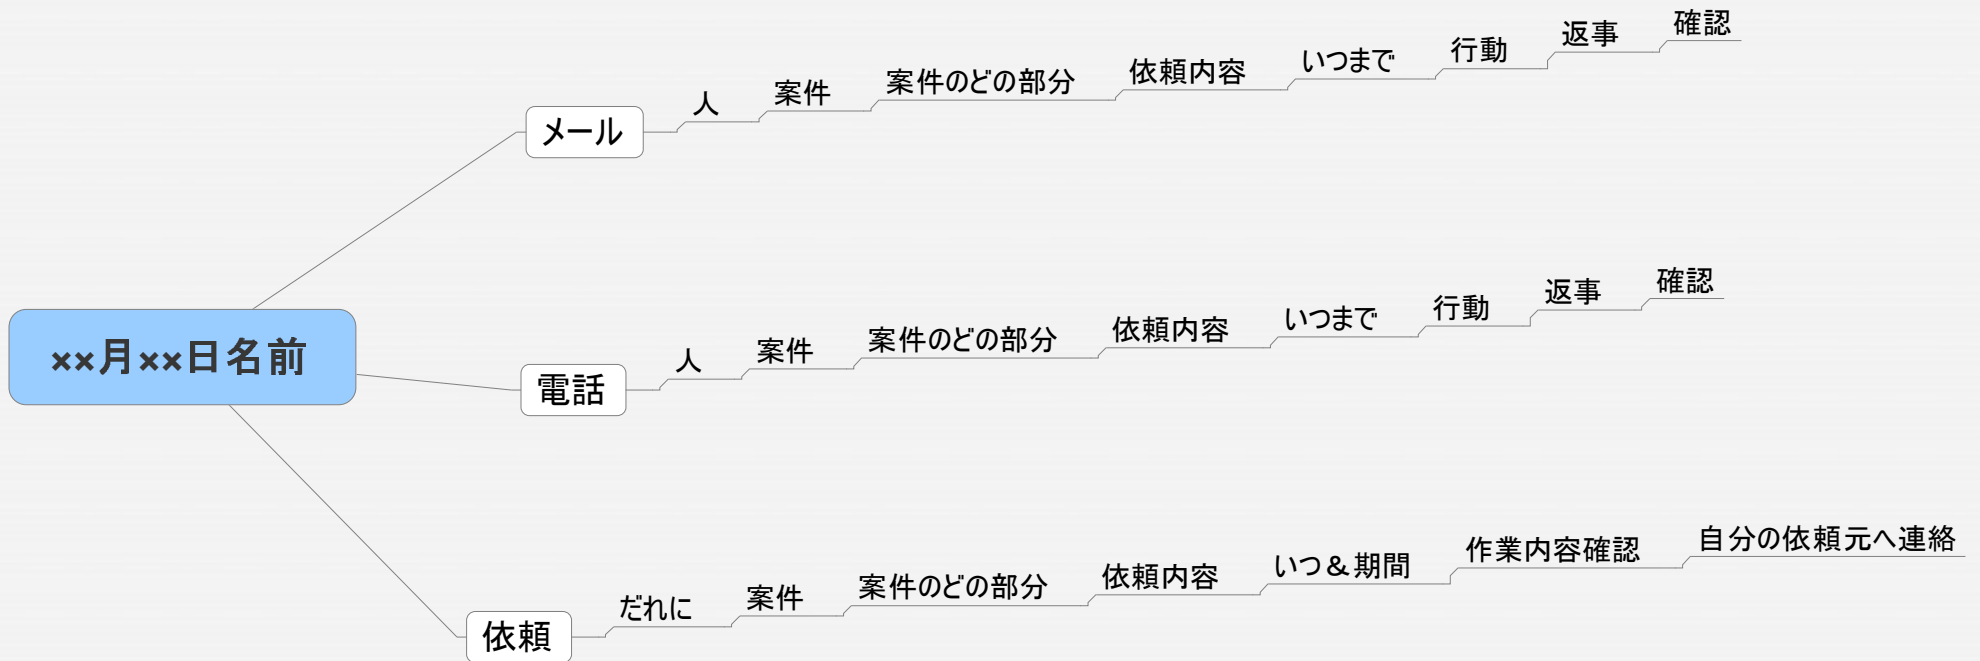 ××月××日名前
メール
人
案件
案件のどの部分
依頼内容
いつまで
行動
返事
確認
電話
人
案件
案件のどの部分
依頼内容
いつまで
行動
返事
確認
依頼
だれに
案件
案件のどの部分
依頼内容
いつ＆期間
作業内容確認
自分の依頼元へ連絡